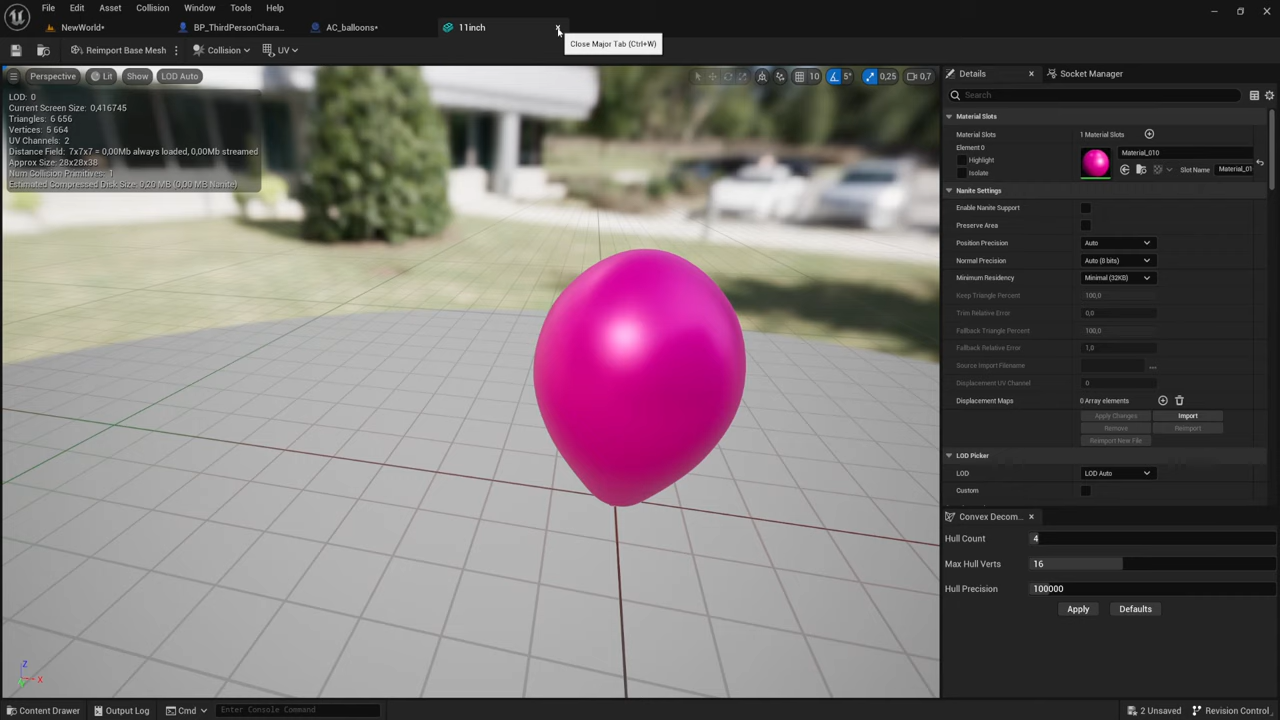 File Edit Asset Collision Window Tools Help
NewWorld* BP_ThirdPersonChara... AC_balloons* 11inch
Close Major Tab (Ctrl+W)
Reimport Base Mesh Collision UV
Perspective Lit Show LOD Auto 10 5° 0,25 0,7
LOD: 0
Current Screen Size: 0,416745
Triangles: 6 656
Vertices: 5 664
UV Channels: 2
Distance Field: 7x7x7 = 0,00Mb always loaded, 0,00Mb streamed
Approx Size: 28x28x38
Num Collision Primitives: 1
Estimated Compressed Disk Size: 0,20 MB (0,00 MB Nanite)
Z
X
Details Socket Manager
Search
Material Slots
Material Slots 1 Material Slots
Element 0
Highlight
Isolate
Material_010
Slot Name Material_01
Nanite Settings
Enable Nanite Support
Preserve Area
Position Precision Auto
Normal Precision Auto (8 bits)
Minimum Residency Minimal (32KB)
Keep Triangle Percent 100,0
Trim Relative Error 0,0
Fallback Triangle Percent 100,0
Fallback Relative Error 1,0
Source Import Filename ...
Displacement UV Channel 0
Displacement Maps 0 Array elements
Apply Changes Import
Remove Reimport
Reimport New File
LOD Picker
LOD LOD Auto
Custom
Convex Decom...
Hull Count 4
Max Hull Verts 16
Hull Precision 100000
Apply Defaults
Content Drawer Output Log Cmd Enter Console Command 2 Unsaved Revision Control